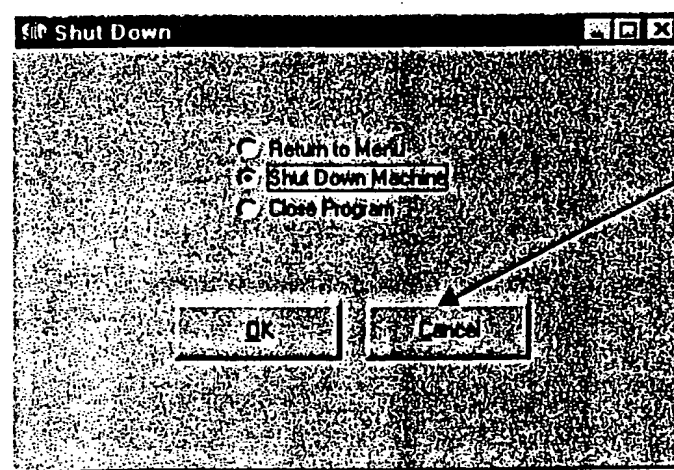 Shut Down
Return to Menu
Shut Down Machine
Close Program
OK
Cancel